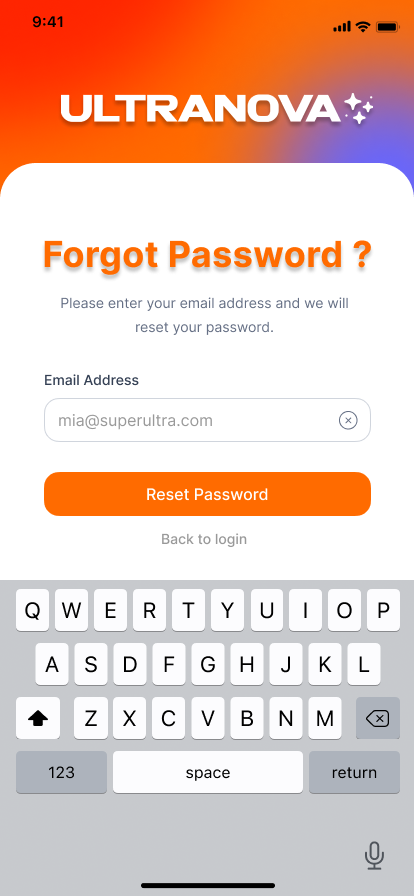 9:41
ULTRANOVA
Forgot Password ?
Please enter your email address and we will
reset your password.
Email Address
mia@superultra.com
Reset Password
Back to login
Q W E R T Y U I O P
A S D F G H J K L
Z X C V B N M
123 space return